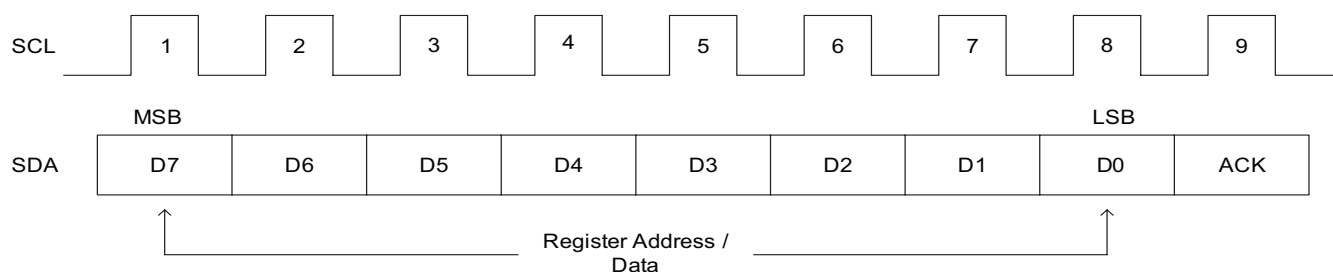 SCL 1 2 3 4 5 6 7 8 9
MSB LSB
SDA D7 D6 D5 D4 D3 D2 D1 D0 ACK
Register Address /
Data